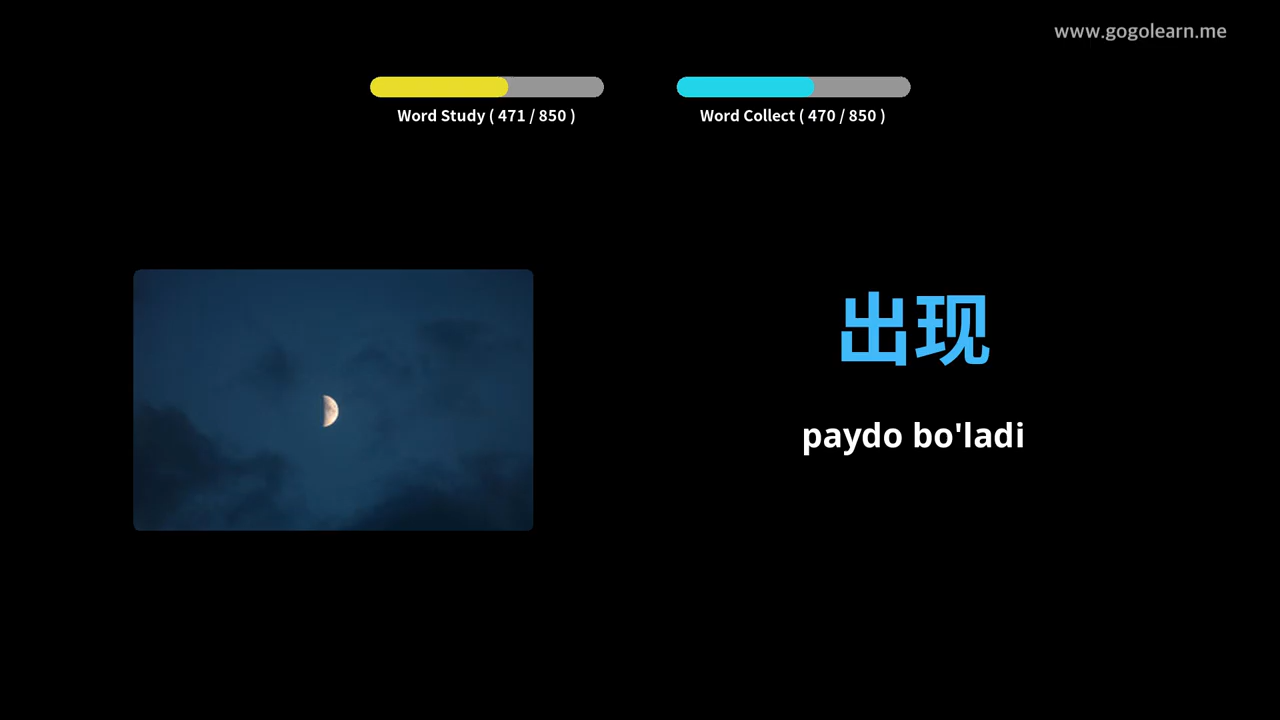 www.gogolearn.me
Word Study ( 471 / 850 )
Word Collect ( 470 / 850 )
出现
paydo bo'ladi